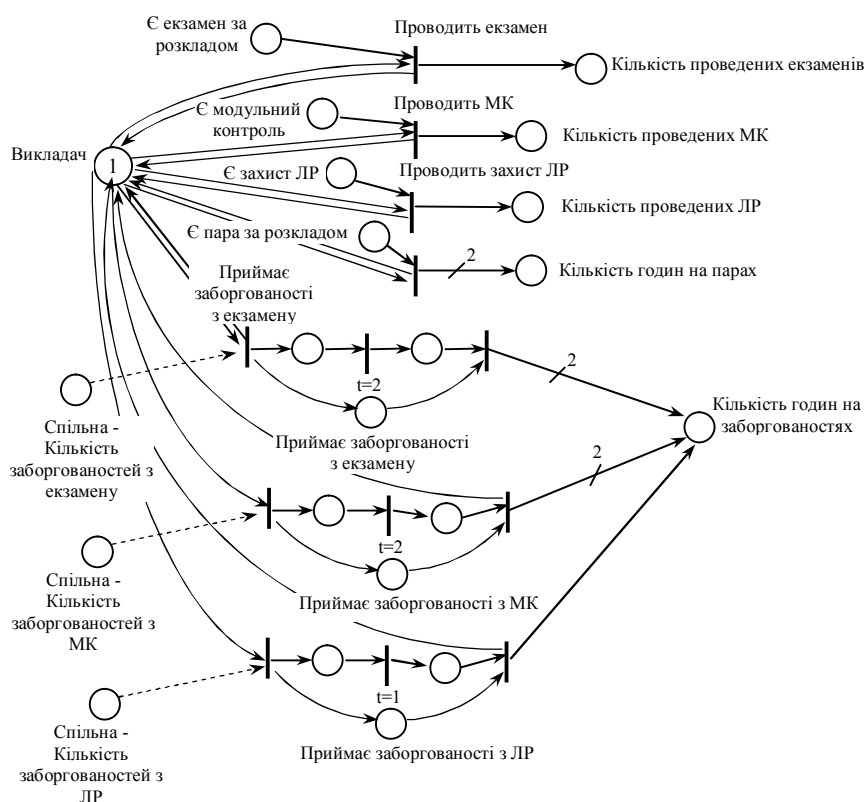 Є екзамен за
розкладом
Проводить екзамен
Кількість проведених екзаменів
Є модульний
контроль
Проводить МК
Кількість проведених МК
Викладач
1
Є захист ЛР
Проводить захист ЛР
Кількість проведених ЛР
Є пара за розкладом
2
Кількість годин на парах
Приймає
заборгованості
з екзамену
t=2
2
Спільна -
Кількість
заборгованостей з
екзамену
Приймає заборгованості
з екзамену
Кількість годин на
заборгованостях
2
t=2
Спільна -
Кількість
заборгованостей з
МК
Приймає заборгованості з МК
t=1
Спільна -
Кількість
заборгованостей з
ЛР
Приймає заборгованості з ЛР